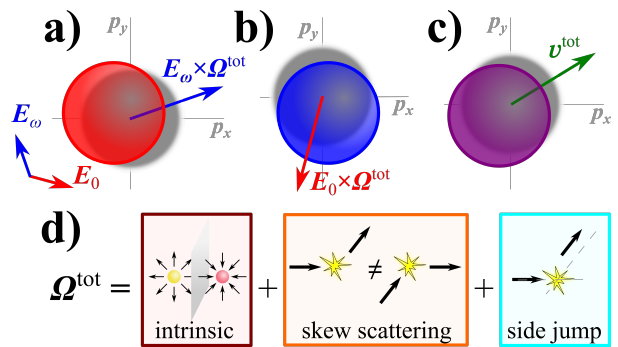 a)
p_y
E_ω×Ω^tot
p_x
E_ω
E_0
b)
p_y
p_x
E_0×Ω^tot
c)
p_y
v^tot
p_x
d)
Ω^tot = + +
≠
intrinsic
skew scattering
side jump